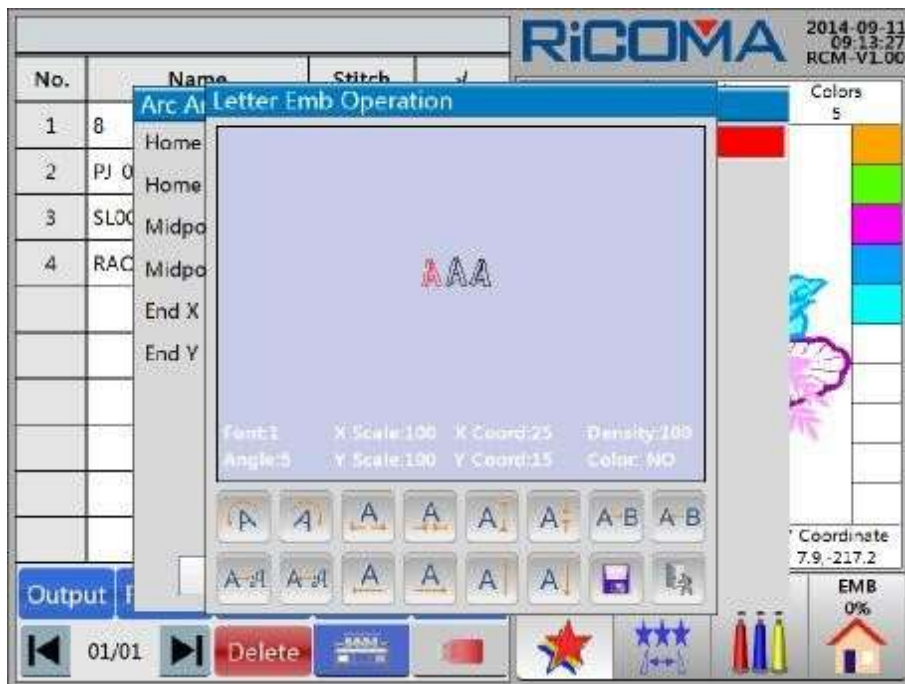 RiCOMA
2014-09-11
09:13:27
RCM-V1.00
No. Name Stitch √
1 8
2 PJ 0
3 SL00
4 RAC
Arc Ar
Home
Home
Midpo
Midpo
End X
End Y
Letter Emb Operation
AAA
Font:1 X Scale:100 X Coord:25 Density:100
Angle:5 Y Scale:100 Y Coord:15 Color: NO
A A A A A A A-B A-B
A-A A-A A A A A
Colors
5
Y Coordinate
7.9,-217.2
Output
01/01
Delete
EMB
0%